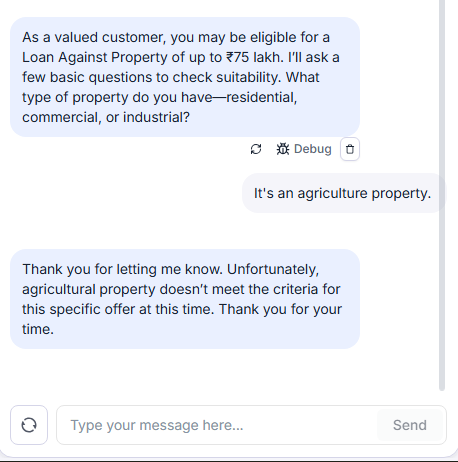 As a valued customer, you may be eligible for a
Loan Against Property of up to ₹75 lakh. I’ll ask a
few basic questions to check suitability. What
type of property do you have—residential,
commercial, or industrial?
Debug
It's an agriculture property.
Thank you for letting me know. Unfortunately,
agricultural property doesn’t meet the criteria for
this specific offer at this time. Thank you for your
time.
Type your message here...
Send